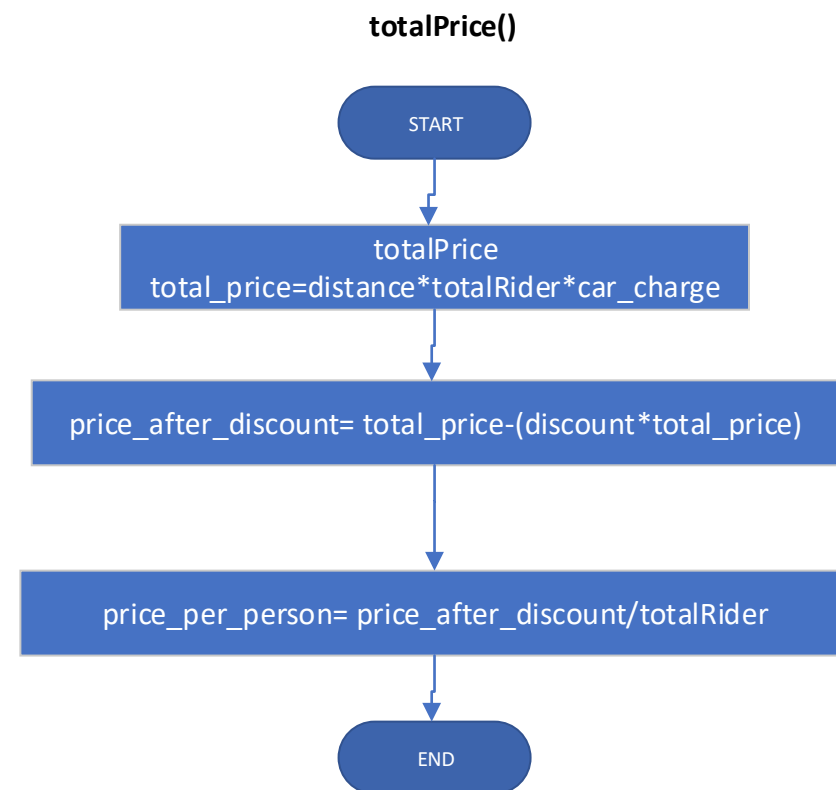 totalPrice()
START
totalPrice
total_price=distance*totalRider*car_charge
price_after_discount= total_price-(discount*total_price)
price_per_person= price_after_discount/totalRider
END